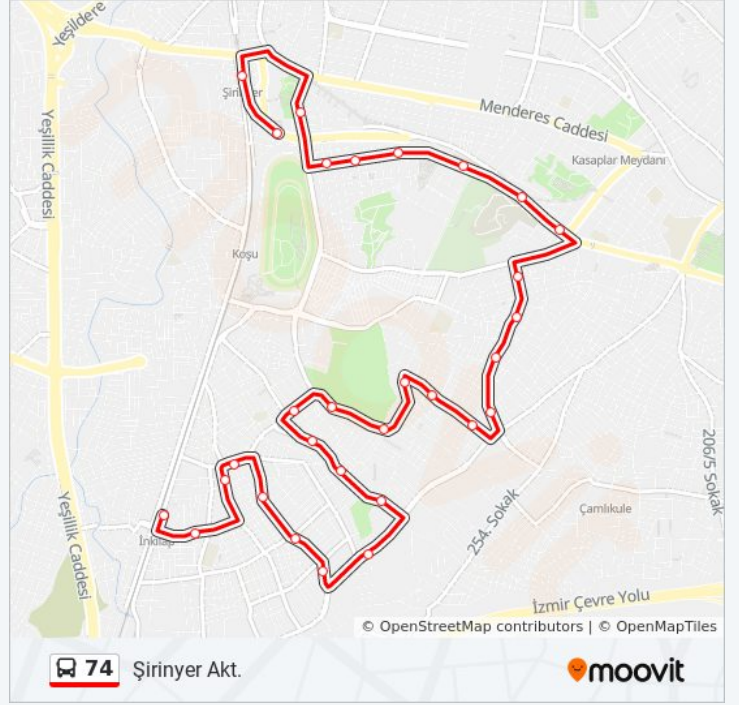 Yeşildere
Şirinyer
Menderes Caddesi
Kasaplar Meydanı
Yeşillik Caddesi
Koşu
206/5 Sokak
Yeşillik Caddesi
254. Sokak
Çamlıkule
İnkılap
İzmir Çevre Yolu
© OpenStreetMap contributors | © OpenMapTiles
74 Şirinyer Akt.
moovit